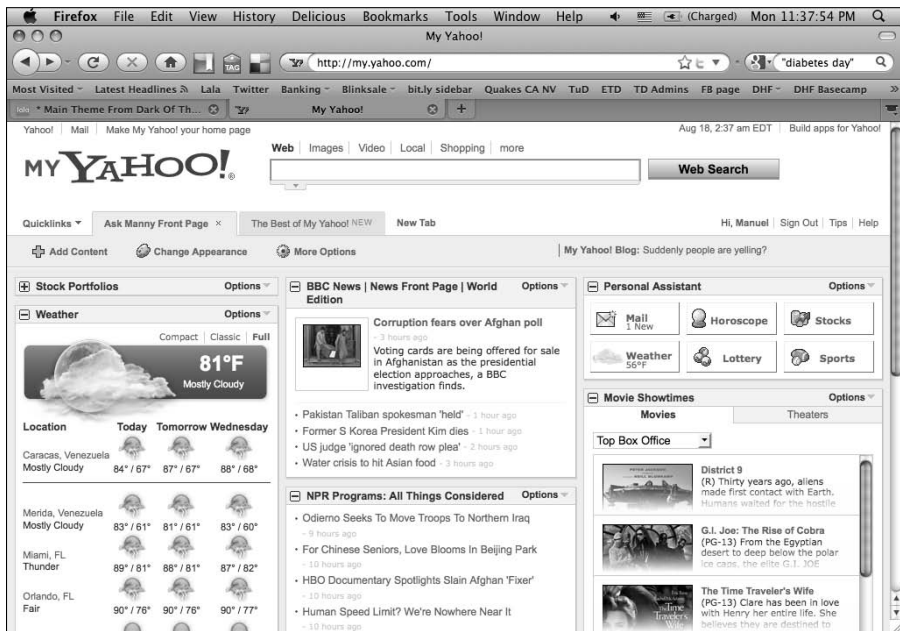 Firefox File Edit View History Delicious Bookmarks Tools Window Help (Charged) Mon 11:37:54 PM
My Yahoo!
TAG http://my.yahoo.com/ "diabetes day"
Most Visited Latest Headlines Lala Twitter Banking Blinksale bit.ly sidebar Quakes CA NV TuD ETD TD Admins FB page DHF DHF Basecamp »
lala * Main Theme From Dark Of Th... My Yahoo! +
Yahoo! Mail Make My Yahoo! your home page Aug 18, 2:37 am EDT Build apps for Yahoo!
MY YAHOO!® Web Images Video Local Shopping more
Web Search
Quicklinks Ask Manny Front Page × The Best of My Yahoo! NEW New Tab Hi, Manuel Sign Out Tips Help
Add Content Change Appearance More Options My Yahoo! Blog: Suddenly people are yelling?
Stock Portfolios Options
Weather Options
Compact Classic Full
81°F
Mostly Cloudy
Location Today Tomorrow Wednesday
Caracas, Venezuela
Mostly Cloudy 84° / 67° 87° / 67° 88° / 68°
Merida, Venezuela
Mostly Cloudy 83° / 61° 81° / 61° 83° / 60°
Miami, FL
Thunder 89° / 81° 88° / 81° 87° / 82°
Orlando, FL
Fair 90° / 76° 90° / 76° 90° / 77°
BBC News | News Front Page | World Edition Options
Corruption fears over Afghan poll
- 3 hours ago
Voting cards are being offered for sale
in Afghanistan as the presidential
election approaches, a BBC
investigation finds.
• Pakistan Taliban spokesman 'held' - 1 hour ago
• Former S Korea President Kim dies - 1 hour ago
• US judge 'ignored death row plea' - 2 hours ago
• Water crisis to hit Asian food - 3 hours ago
NPR Programs: All Things Considered Options
• Odierno Seeks To Move Troops To Northern Iraq
- 9 hours ago
• For Chinese Seniors, Love Blooms In Beijing Park
- 10 hours ago
• HBO Documentary Spotlights Slain Afghan 'Fixer'
- 10 hours ago
• Human Speed Limit? We're Nowhere Near It
- 10 hours ago
Personal Assistant Options
Mail
1 New
Horoscope
Stocks
Weather
56°F
Lottery
Sports
Movie Showtimes Options
Movies Theaters
Top Box Office
District 9
(R) Thirty years ago, aliens
made first contact with Earth.
Humans waited for the hostile
G.I. Joe: The Rise of Cobra
(PG-13) From the Egyptian
desert to deep below the polar
ice caps, the elite G.I. JOE
The Time Traveler's Wife
(PG-13) Clare has been in love
with Henry her entire life. She
believes they are destined to